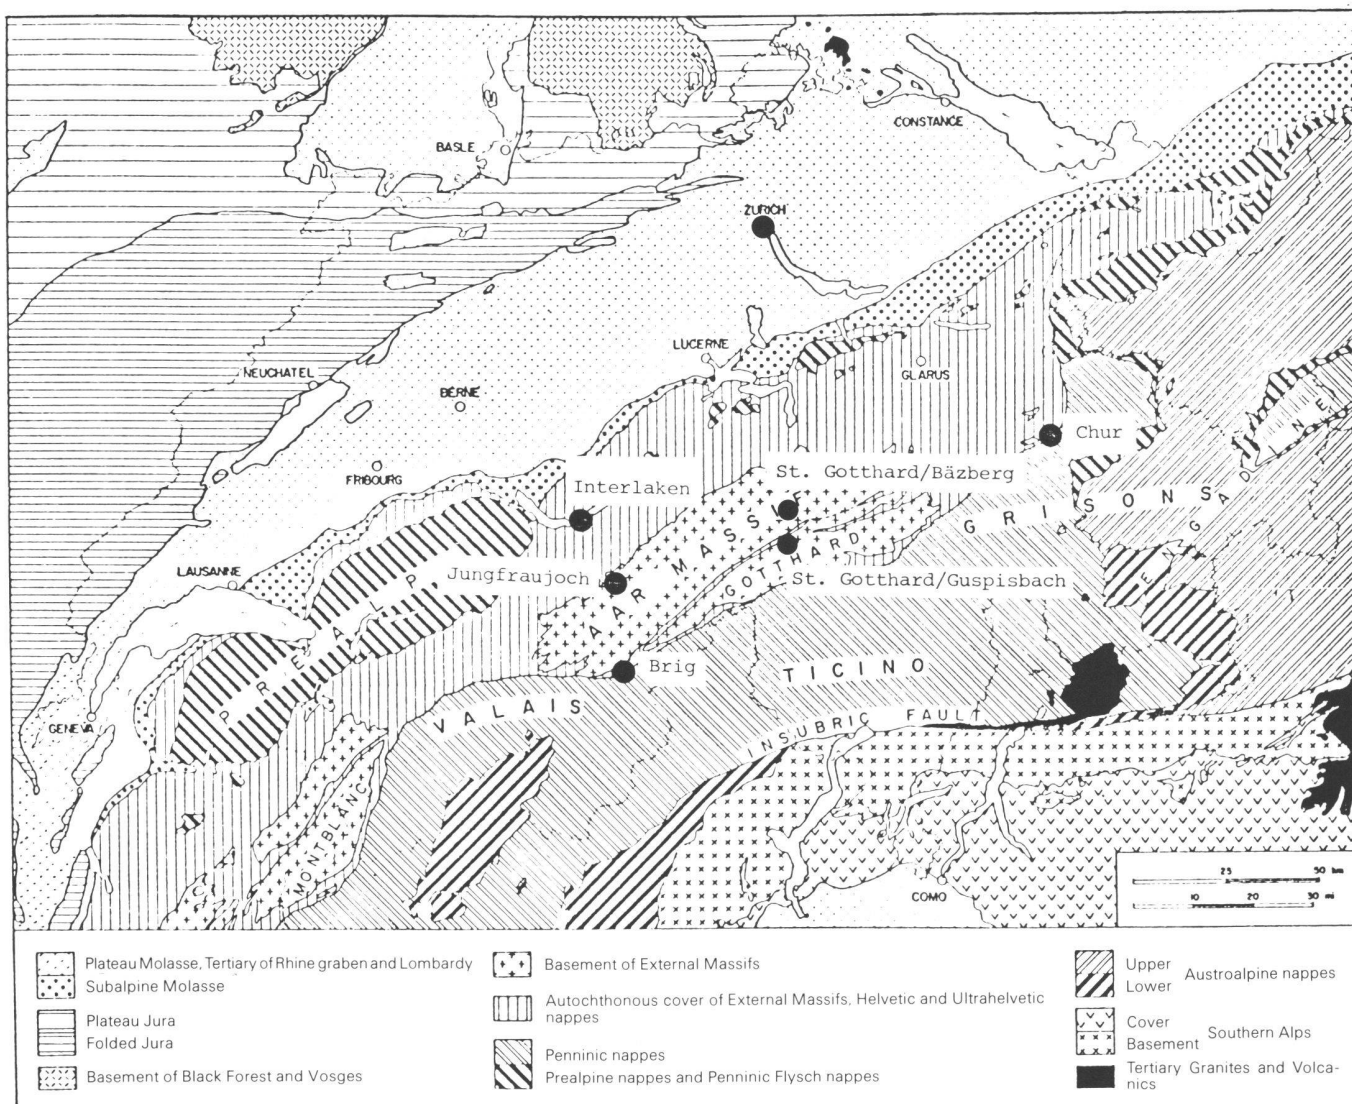 BASLE
CONSTANCE
ZÜRICH
LUCERNE
NEUCHATEL
BERNE
GLARUS
Chur
FRIBOURG
Interlaken
St. Gotthard/Bäzberg
GRISONS
ENGADINE
LAUSANNE
Jungfraujoch
AAR MASSIF
GOTTHARD
St. Gotthard/Guspisbach
PREALPS
Brig
TICINO
VALAIS
GENEVA
INSUBRIC FAULT
MONTBLANC
COMO
25 50 km
10 20 30 mi
Plateau Molasse, Tertiary of Rhine graben and Lombardy
Subalpine Molasse
Plateau Jura
Folded Jura
Basement of Black Forest and Vosges
Basement of External Massifs
Autochthonous cover of External Massifs, Helvetic and Ultrahelvetic
nappes
Penninic nappes
Prealpine nappes and Penninic Flysch nappes
Upper
Lower
Austroalpine nappes
Cover
Basement
Southern Alps
Tertiary Granites and Volca-
nics